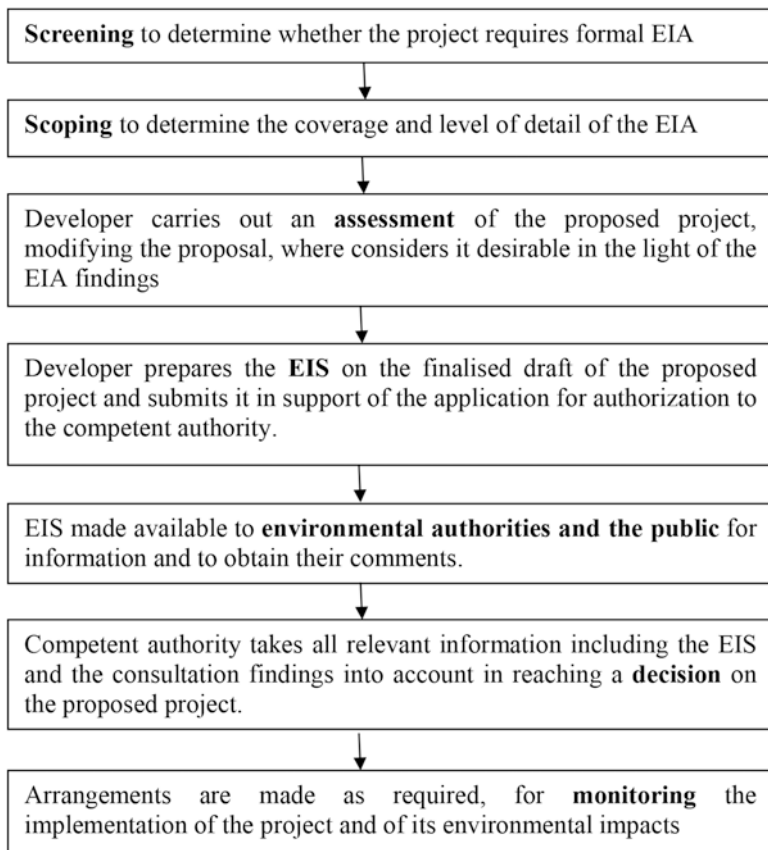 Screening to determine whether the project requires formal EIA
Scoping to determine the coverage and level of detail of the EIA
Developer carries out an assessment of the proposed project,
modifying the proposal, where considers it desirable in the light of the
EIA findings
Developer prepares the EIS on the finalised draft of the proposed
project and submits it in support of the application for authorization to
the competent authority.
EIS made available to environmental authorities and the public for
information and to obtain their comments.
Competent authority takes all relevant information including the EIS
and the consultation findings into account in reaching a decision on
the proposed project.
Arrangements are made as required, for monitoring the
implementation of the project and of its environmental impacts